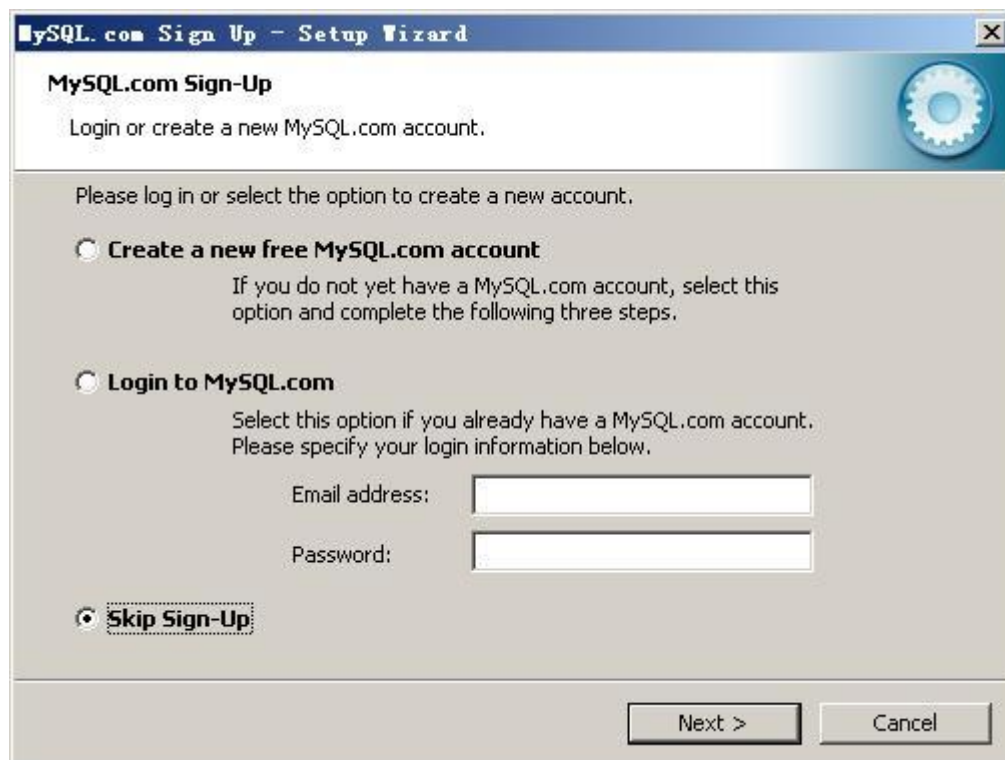 MySQL.com Sign Up - Setup Wizard
MySQL.com Sign-Up
Login or create a new MySQL.com account.
Please log in or select the option to create a new account.
Create a new free MySQL.com account
If you do not yet have a MySQL.com account, select this
option and complete the following three steps.
Login to MySQL.com
Select this option if you already have a MySQL.com account.
Please specify your login information below.
Email address:
Password:
Skip Sign-Up
Next >
Cancel